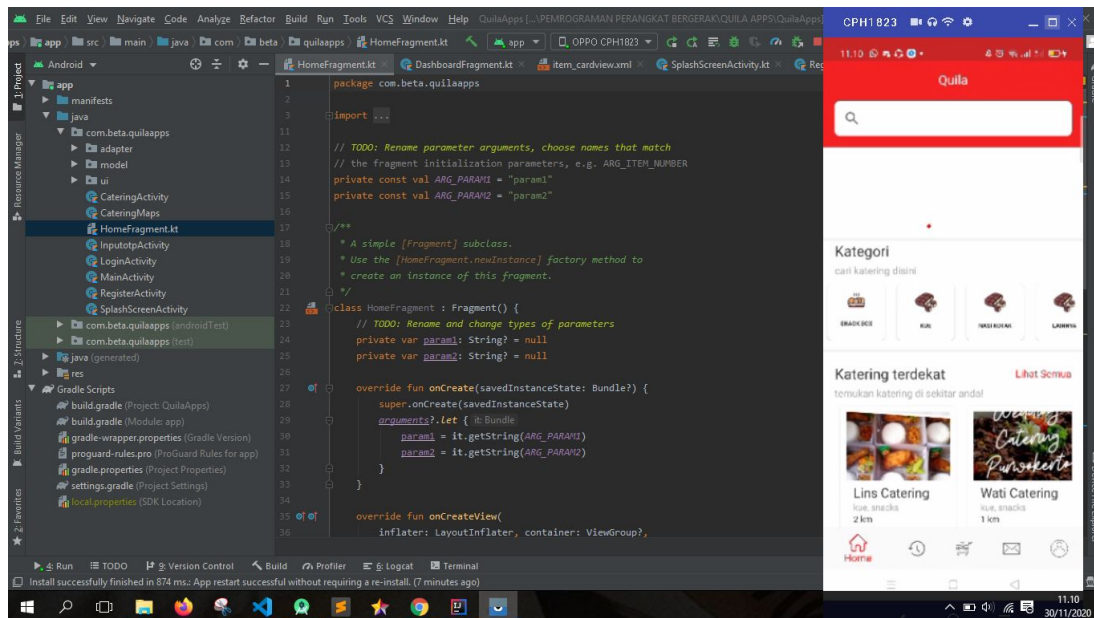 File Edit View Navigate Code Analyze Refactor Build Run Tools VCS Window Help QuilaApps [...\PEMROGRAMAN PERANGKAT BERGERAK\QUILA APPS\QuilaApps]
app src main java com beta quilaapps HomeFragment.kt app OPPO CPH1823
Android
HomeFragment.kt DashboardFragment.kt item_cardview.xml SplashScreenActivity.kt
1: Project
Resource Manager
7: Structure
Build Variants
2: Favorites
app
manifests
java
com.beta.quilaapps
adapter
model
ui
CateringActivity
CateringMaps
HomeFragment.kt
InputotpActivity
LoginActivity
MainActivity
RegisterActivity
SplashScreenActivity
com.beta.quilaapps (androidTest)
com.beta.quilaapps (test)
java (generated)
res
Gradle Scripts
build.gradle (Project: QuilaApps)
build.gradle (Module: app)
gradle-wrapper.properties (Gradle Version)
proguard-rules.pro (ProGuard Rules for app)
gradle.properties (Project Properties)
settings.gradle (Project Settings)
local.properties (SDK Location)
1 package com.beta.quilaapps
2
3 import ...
11
12 // TODO: Rename parameter arguments, choose names that match
13 // the fragment initialization parameters, e.g. ARG_ITEM_NUMBER
14 private const val ARG_PARAM1 = "param1"
15 private const val ARG_PARAM2 = "param2"
16
17 /**
18 * A simple [Fragment] subclass.
19 * Use the [HomeFragment.newInstance] factory method to
20 * create an instance of this fragment.
21 */
22 class HomeFragment : Fragment() {
23 // TODO: Rename and change types of parameters
24 private var param1: String? = null
25 private var param2: String? = null
26
27 override fun onCreate(savedInstanceState: Bundle?) {
28 super.onCreate(savedInstanceState)
29 arguments?.let { it: Bundle
30 param1 = it.getString(ARG_PARAM1)
31 param2 = it.getString(ARG_PARAM2)
32 }
33 }
34
35 override fun onCreateView(
36 inflater: LayoutInflater, container: ViewGroup?,
4: Run TODO 9: Version Control Build Profiler 6: Logcat Terminal
Install successfully finished in 874 ms.: App restart successful without requiring a re-install. (7 minutes ago)
CPH1823
11.10
Quila
Kategori
cari katering disini
SNACK BOX KUE NASI KOTAK LAINNYA
Katering terdekat Lihat Semua
temukan katering di sekitar anda!
Wedding
Catering
Purwokerto
Lins Catering Wati Catering
kue, snacks kue, snacks
2 km 1 km
Home
11.10
30/11/2020